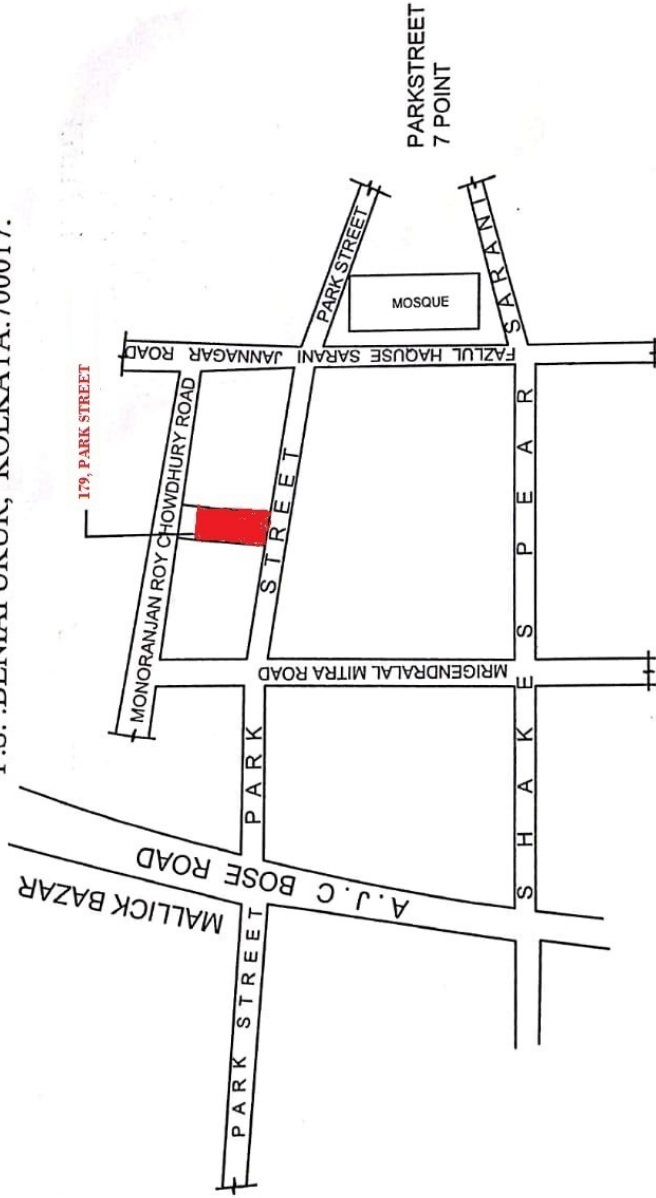 P.S. :BENIAPUKUR, KOLKATA:700017.
179, PARK STREET
MONORANJAN ROY CHOWDHURY ROAD
JANNAGAR ROAD
PARK STREET
PARKSTREET
7 POINT
MOSQUE
FAZLUL HAQUSE SARANI
PARK STREET
MRIGENDRALAL MITRA ROAD
SHAKESPEAR SARANI
A.J.C BOSE ROAD
MALLICK BAZAR
PARK STREET